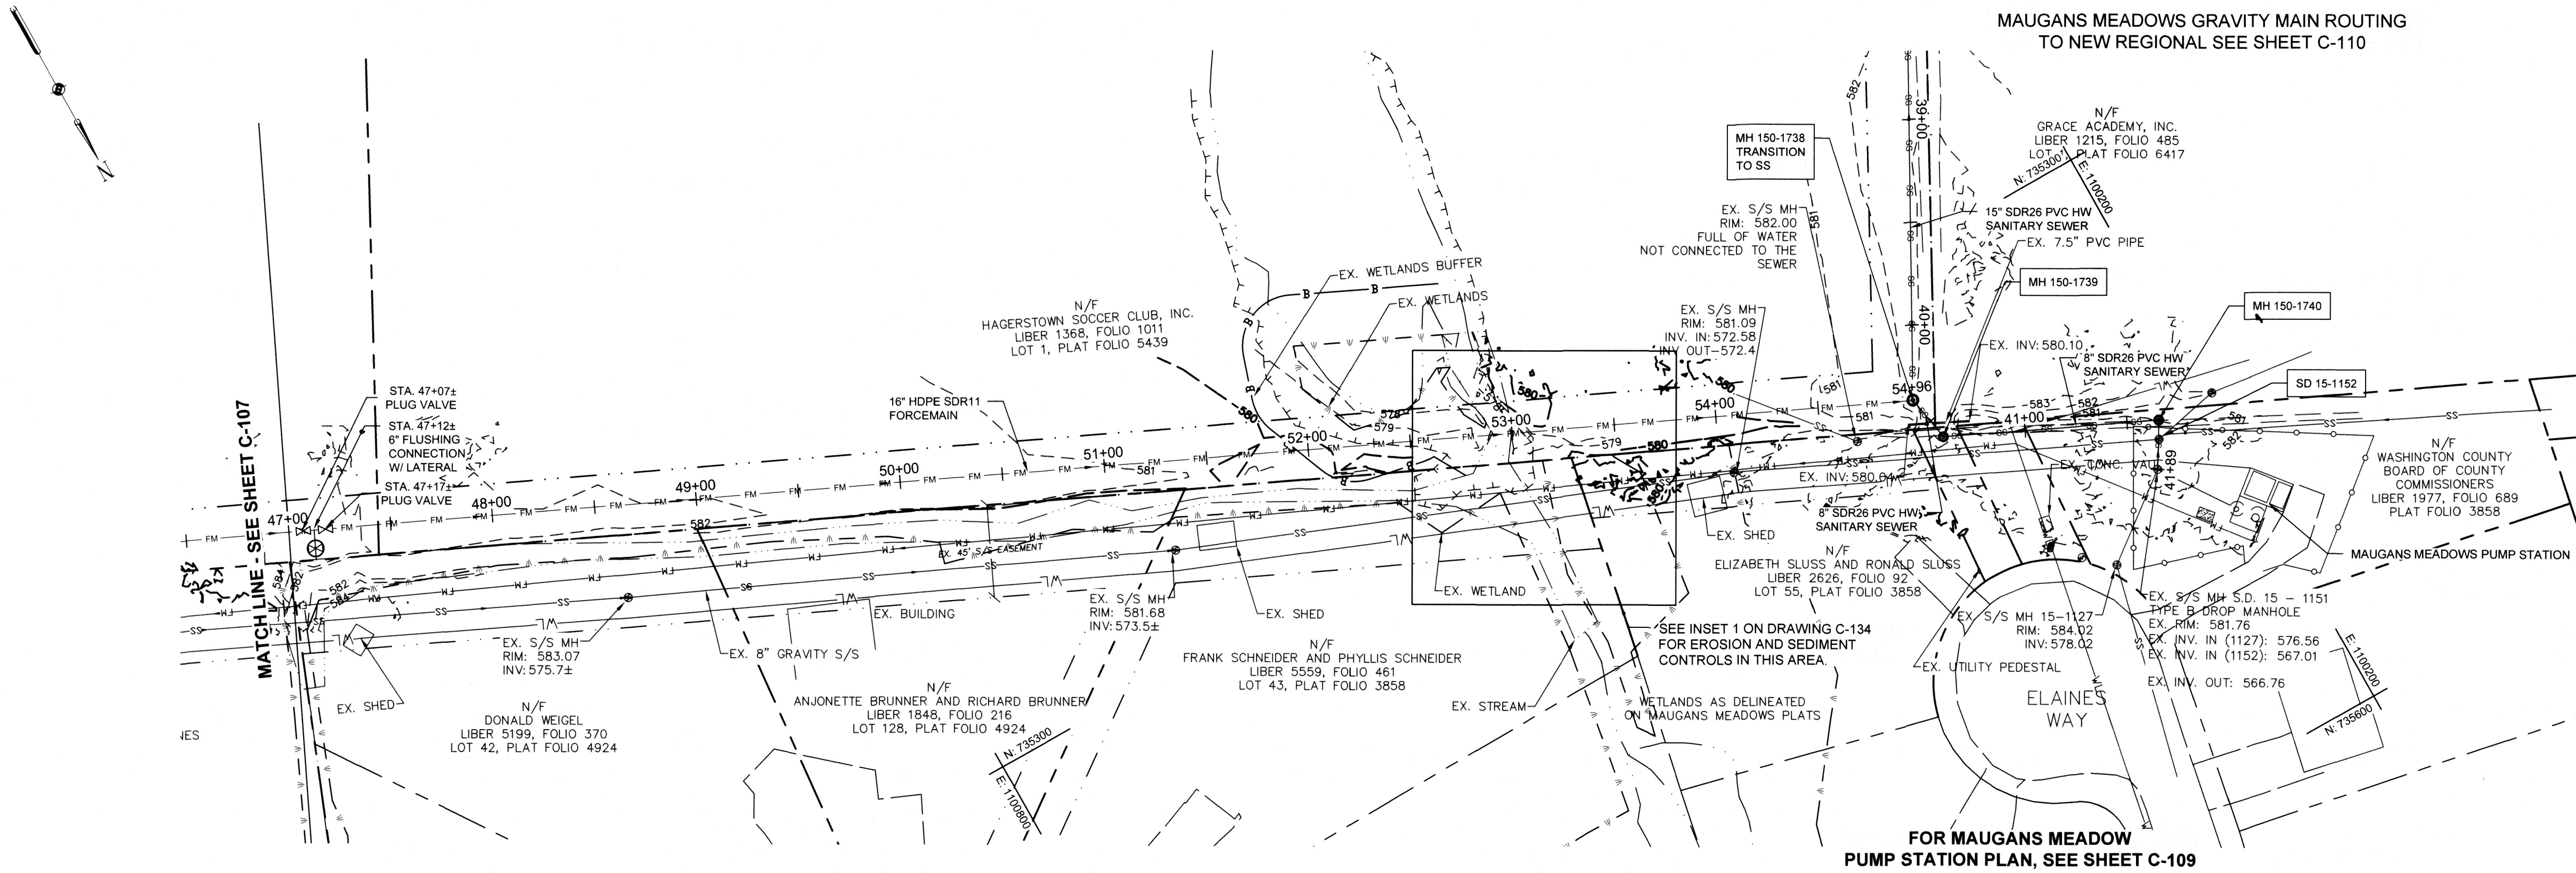 MAUGANS MEADOWS GRAVITY MAIN ROUTING
TO NEW REGIONAL SEE SHEET C-110
N
MATCH LINE - SEE SHEET C-107
STA. 47+07±
PLUG VALVE
STA. 47+12±
6" FLUSHING
CONNECTION
W/ LATERAL
STA. 47+17±
PLUG VALVE
47+00
48+00
49+00
50+00
51+00
52+00
53+00
54+00
54+96
39+00
40+00
41+00
41+89
N/F
HAGERSTOWN SOCCER CLUB, INC.
LIBER 1368, FOLIO 1011
LOT 1, PLAT FOLIO 5439
16" HDPE SDR11
FORCEMAIN
EX. WETLANDS BUFFER
EX. WETLANDS
MH 150-1738
TRANSITION
TO SS
EX. S/S MH
RIM: 582.00
FULL OF WATER
NOT CONNECTED TO THE
SEWER
EX. S/S MH
RIM: 581.09
INV. IN: 572.58
INV OUT-572.4
N/F
GRACE ACADEMY, INC.
LIBER 1215, FOLIO 485
LOT 1, PLAT FOLIO 6417
N: 735300
E: 1100200
15" SDR26 PVC HW
SANITARY SEWER
EX. 7.5" PVC PIPE
MH 150-1739
MH 150-1740
EX. INV: 580.10
8" SDR26 PVC HW
SANITARY SEWER
SD 15-1152
N/F
WASHINGTON COUNTY
BOARD OF COUNTY
COMMISSIONERS
LIBER 1977, FOLIO 689
PLAT FOLIO 3858
MAUGANS MEADOWS PUMP STATION
EX. CONC. VAULT
8" SDR26 PVC HW
SANITARY SEWER
EX. SHED
N/F
ELIZABETH SLUSS AND RONALD SLUSS
LIBER 2626, FOLIO 92
LOT 55, PLAT FOLIO 3858
EX. S/S MH 15-1127
RIM: 584.02
INV: 578.02
EX. S/S MH S.D. 15 - 1151
TYPE B DROP MANHOLE
EX. RIM: 581.76
EX. INV. IN (1127): 576.56
EX. INV. IN (1152): 567.01
EX. INV. OUT: 566.76
E: 1100200
N: 735600
EX. UTILITY PEDESTAL
ELAINES
WAY
EX. WETLAND
SEE INSET 1 ON DRAWING C-134
FOR EROSION AND SEDIMENT
CONTROLS IN THIS AREA.
WETLANDS AS DELINEATED
ON MAUGANS MEADOWS PLATS
EX. STREAM
EX. SHED
N/F
FRANK SCHNEIDER AND PHYLLIS SCHNEIDER
LIBER 5559, FOLIO 461
LOT 43, PLAT FOLIO 3858
EX. S/S MH
RIM: 581.68
INV: 573.5±
EX. 45' S/S EASEMENT
EX. BUILDING
EX. 8" GRAVITY S/S
N/F
ANJONETTE BRUNNER AND RICHARD BRUNNER
LIBER 1848, FOLIO 216
LOT 128, PLAT FOLIO 4924
N: 735300
E: 1100800
EX. S/S MH
RIM: 583.07
INV: 575.7±
EX. SHED
N/F
DONALD WEIGEL
LIBER 5199, FOLIO 370
LOT 42, PLAT FOLIO 4924
FOR MAUGANS MEADOW
PUMP STATION PLAN, SEE SHEET C-109